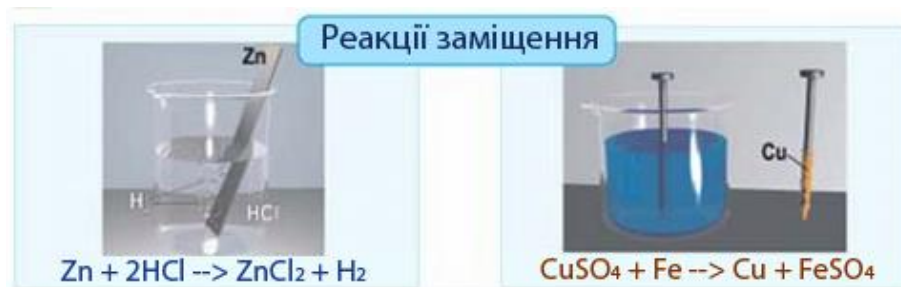 Реакції заміщення
Zn
H
HCl
Zn + 2HCl --> ZnCl₂ + H₂
Cu
CuSO₄ + Fe --> Cu + FeSO₄